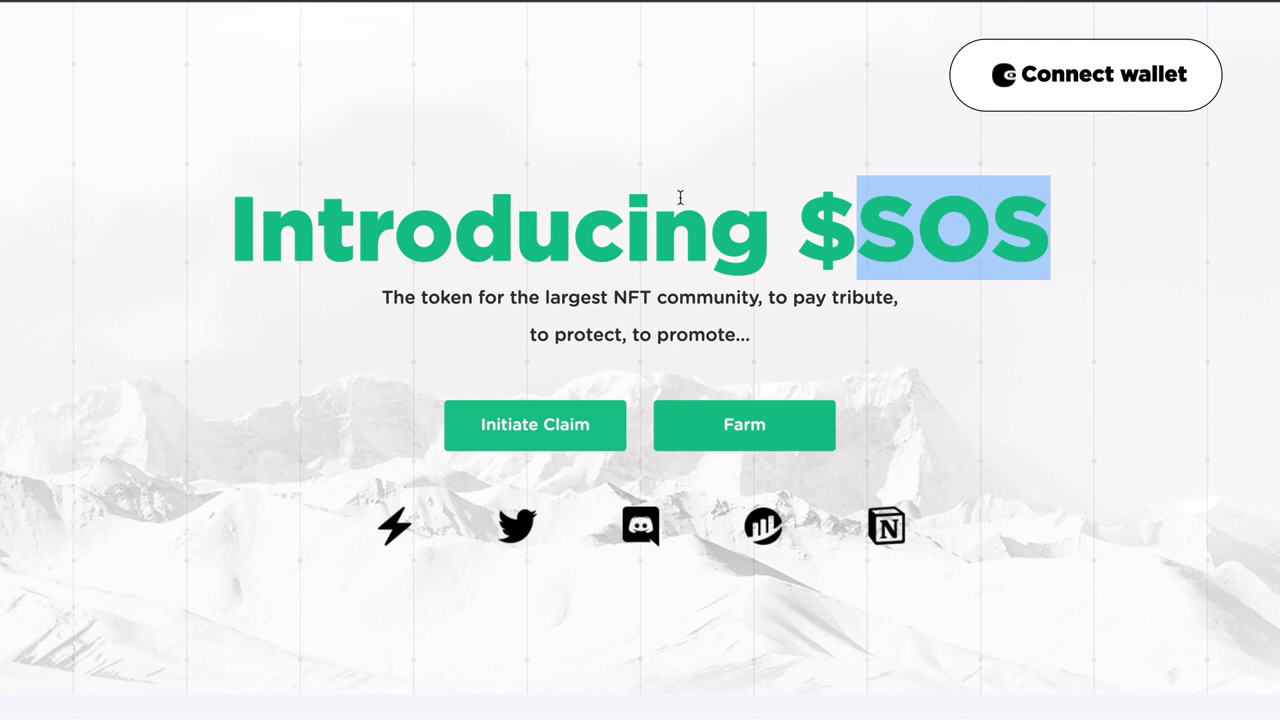 Connect wallet
Introducing $SOS
The token for the largest NFT community, to pay tribute,
to protect, to promote...
Initiate Claim
Farm
N